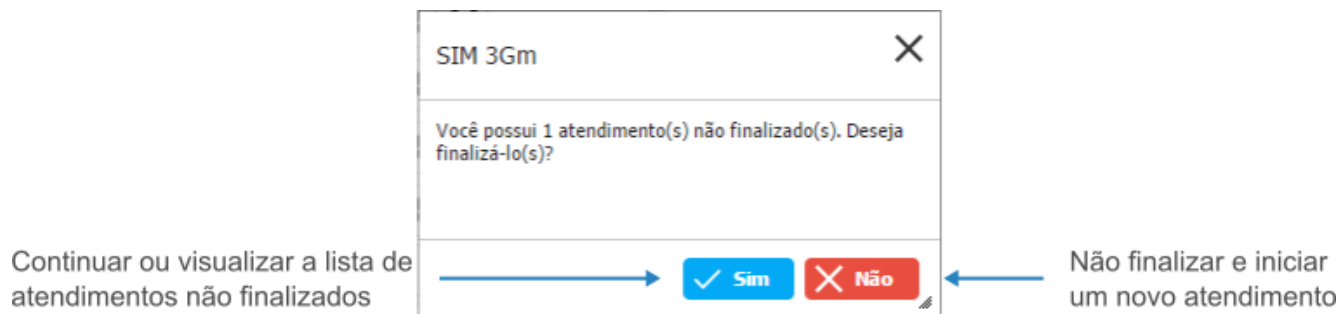 SIM 3Gm
Você possui 1 atendimento(s) não finalizado(s). Deseja
finalizá-lo(s)?
Continuar ou visualizar a lista de
atendimentos não finalizados
Sim
Não
Não finalizar e iniciar
um novo atendimento